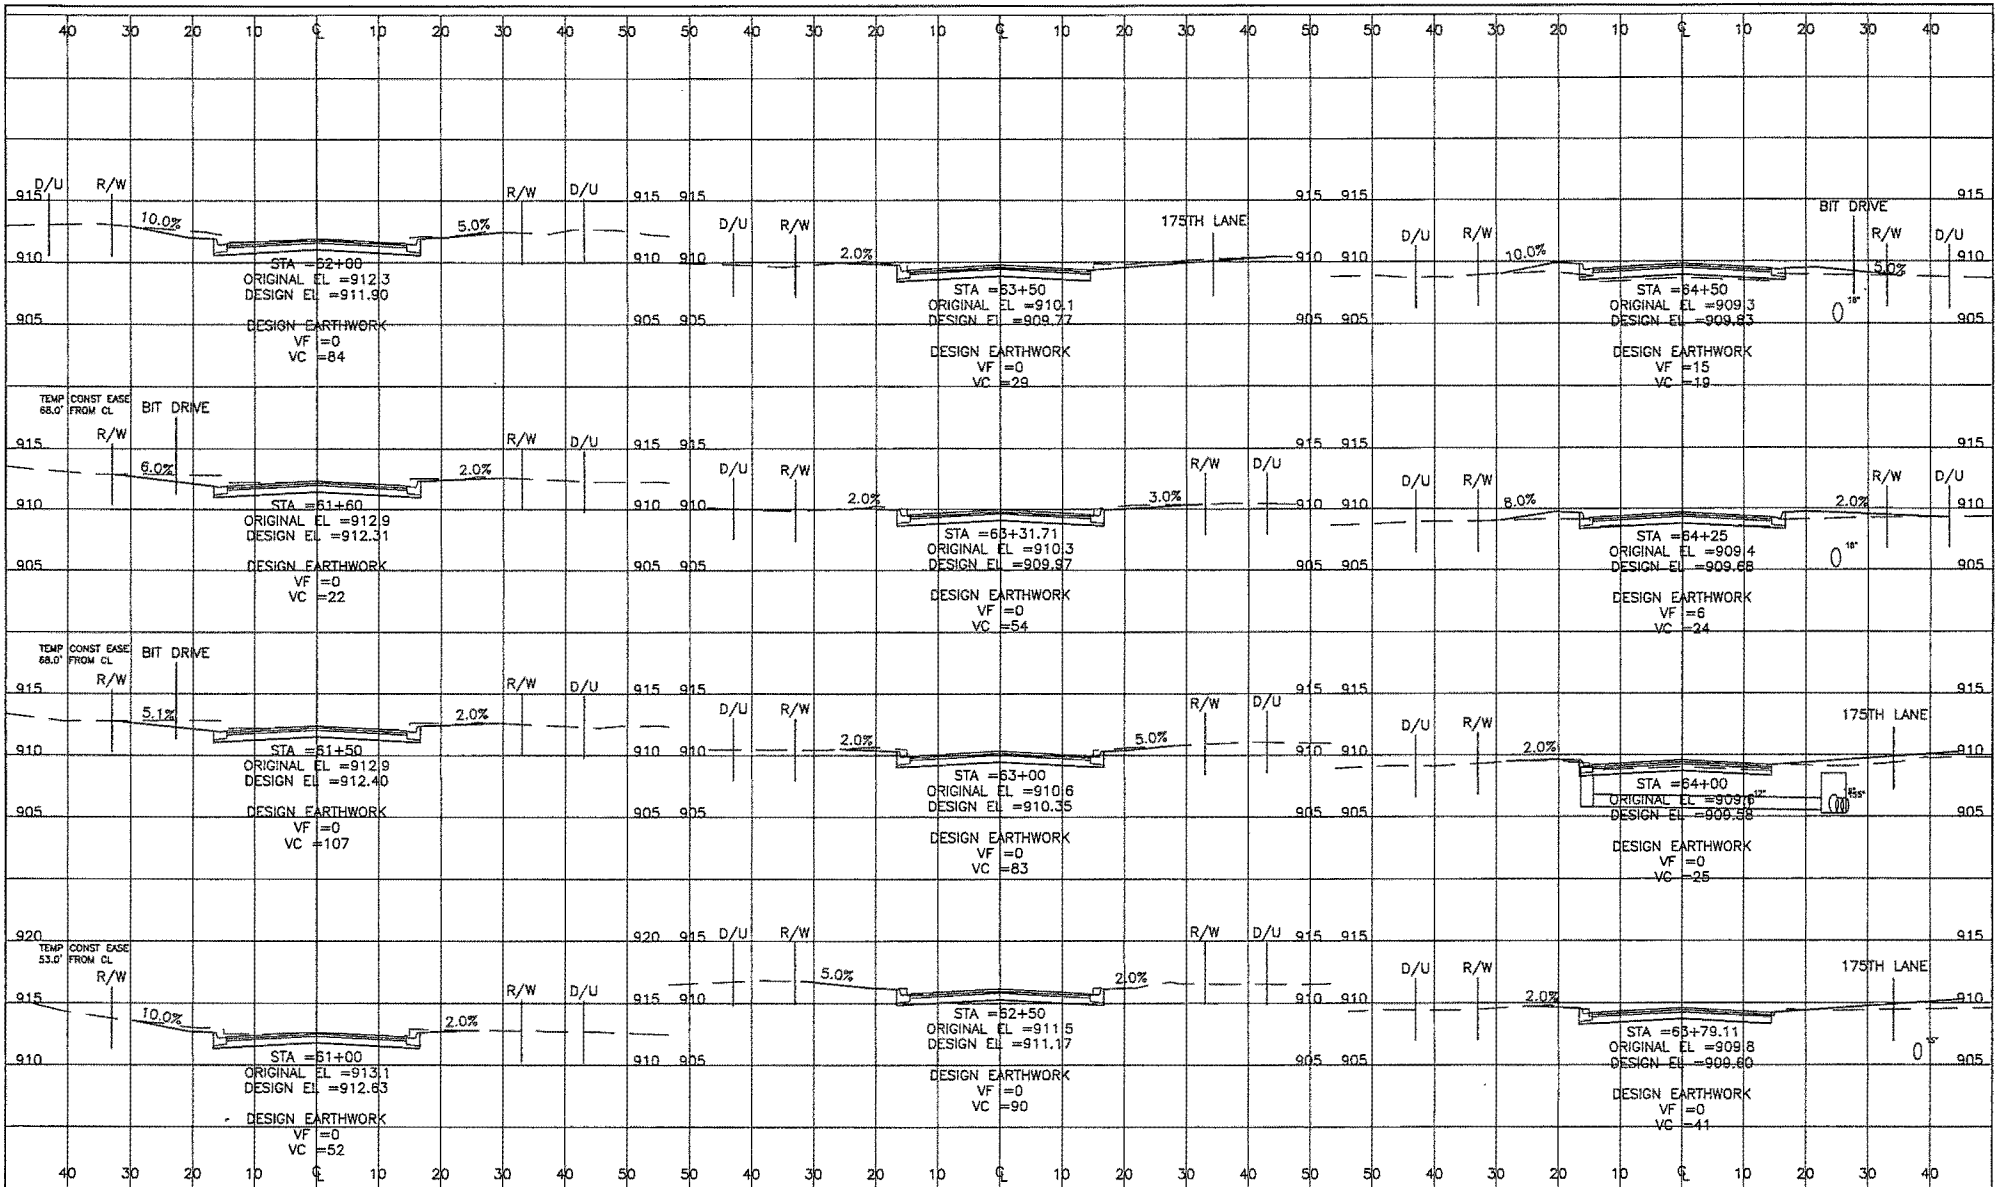 40 30 20 10 ℄ 10 20 30 40 50 50 40 30 20 10 ℄ 10 20 30 40 50 50 40 30 20 10 ℄ 10 20 30 40
D/U R/W R/W D/U
915 915
10.0% 5.0%
910
STA =62+00
ORIGINAL EL =912.3
DESIGN EL =911.90
905
DESIGN EARTHWORK
VF =0
VC =84
175TH LANE
D/U R/W
50 50
2.0%
910 910
STA =63+50
ORIGINAL EL =910.1
DESIGN EL =909.77
905 905
DESIGN EARTHWORK
VF =0
VC =29
BIT DRIVE
D/U R/W R/W D/U
915 915
10.0% 5.0%
910
18"
STA =64+50
ORIGINAL EL =909.3
DESIGN EL =909.83
905 905
DESIGN EARTHWORK
VF =15
VC =19
TEMP CONST EASE
68.0' FROM CL
BIT DRIVE
R/W R/W D/U
915 915
6.0% 2.0%
910 910
STA =61+60
ORIGINAL EL =912.9
DESIGN EL =912.31
905 905
DESIGN EARTHWORK
VF =0
VC =22
D/U R/W R/W D/U
915 915
2.0% 3.0%
910 910
STA =63+31.71
ORIGINAL EL =910.3
DESIGN EL =909.97
905 905
DESIGN EARTHWORK
VF =0
VC =54
D/U R/W R/W D/U
915 915
8.0% 2.0%
910 910
18"
STA =64+25
ORIGINAL EL =909.4
DESIGN EL =909.68
905 905
DESIGN EARTHWORK
VF =6
VC =24
TEMP CONST EASE
68.0' FROM CL
BIT DRIVE
R/W R/W D/U
915 915
5.1% 2.0%
910 910
STA =61+50
ORIGINAL EL =912.9
DESIGN EL =912.40
905 905
DESIGN EARTHWORK
VF =0
VC =107
D/U R/W R/W D/U
915 915
2.0% 5.0%
910 910
STA =63+00
ORIGINAL EL =910.6
DESIGN EL =910.35
905 905
DESIGN EARTHWORK
VF =0
VC =83
175TH LANE
D/U R/W
915 915
2.0%
910 910
STA =64+00
ORIGINAL EL =909.6
12"
DESIGN EL =909.58
905 905
DESIGN EARTHWORK
VF =0
VC =25
TEMP CONST EASE
53.0' FROM CL
R/W R/W D/U
920 920
915 915
10.0% 2.0%
910 910
STA =61+00
ORIGINAL EL =913.1
DESIGN EL =912.63
DESIGN EARTHWORK
VF =0
VC =52
D/U R/W R/W D/U
915 915
5.0% 2.0%
910
STA =62+50
ORIGINAL EL =911.5
DESIGN EL =911.17
905 905
DESIGN EARTHWORK
VF =0
VC =90
175TH LANE
D/U R/W
915 915
2.0%
910 910
STA =63+79.11
ORIGINAL EL =909.8
DESIGN EL =909.60
905 905
DESIGN EARTHWORK
VF =0
VC =41
40 30 20 10 ℄ 10 20 30 40 50 50 40 30 20 10 ℄ 10 20 30 40 50 50 40 30 20 10 ℄ 10 20 30 40